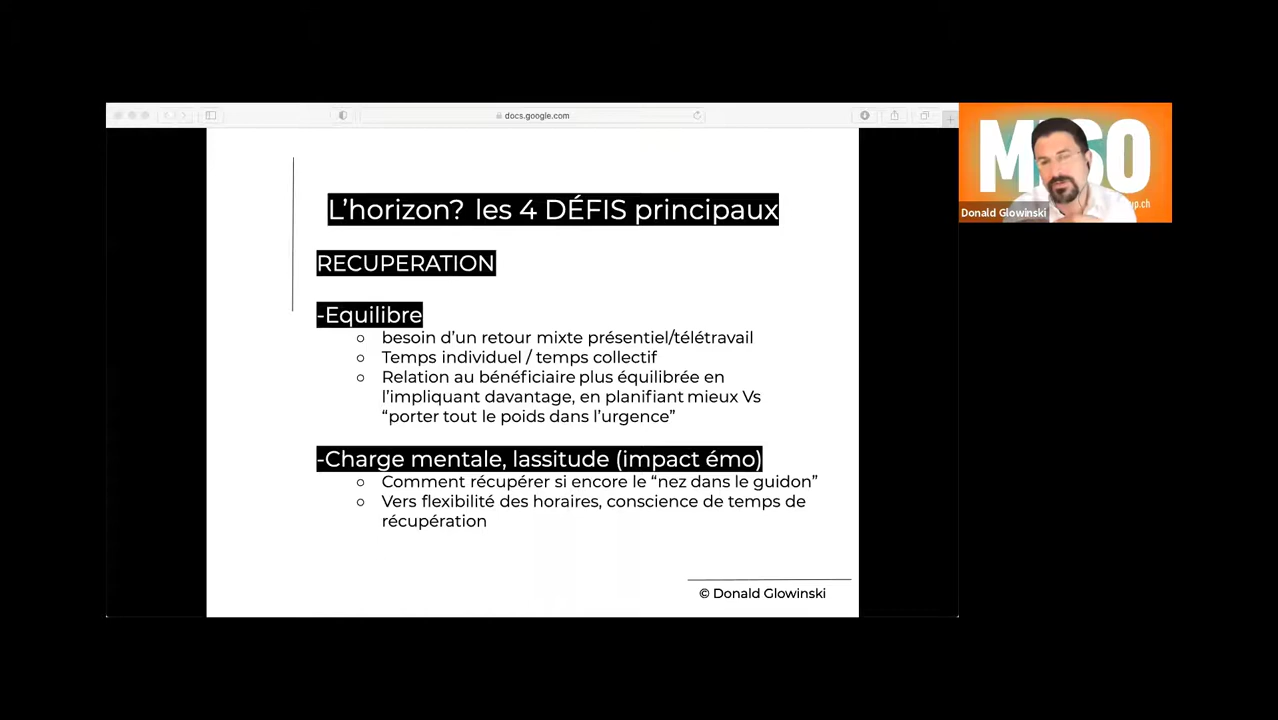 docs.google.com
L'horizon? les 4 DÉFIS principaux
RECUPERATION
-Equilibre
○ besoin d'un retour mixte présentiel/télétravail
○ Temps individuel / temps collectif
○ Relation au bénéficiaire plus équilibrée en
l'impliquant davantage, en planifiant mieux Vs
“porter tout le poids dans l'urgence”
-Charge mentale, lassitude (impact émo)
○ Comment récupérer si encore le “nez dans le guidon”
○ Vers flexibilité des horaires, conscience de temps de
récupération
© Donald Glowinski
Donald Glowinski